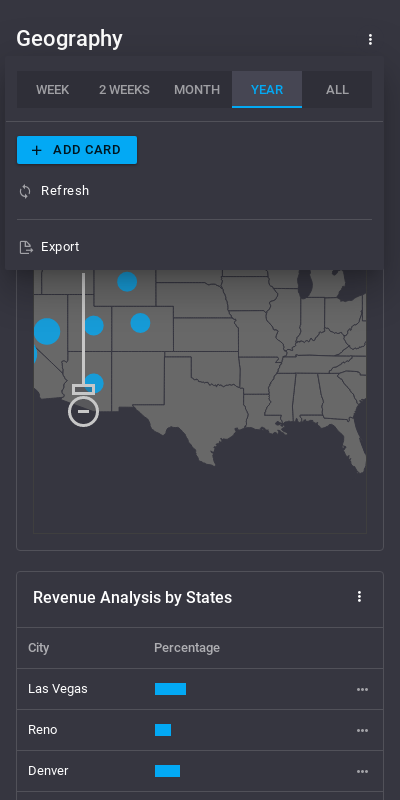 Geography
WEEK 2 WEEKS MONTH YEAR ALL
ADD CARD
Refresh
Export
Revenue Analysis by States
City Percentage
Las Vegas
Reno
Denver